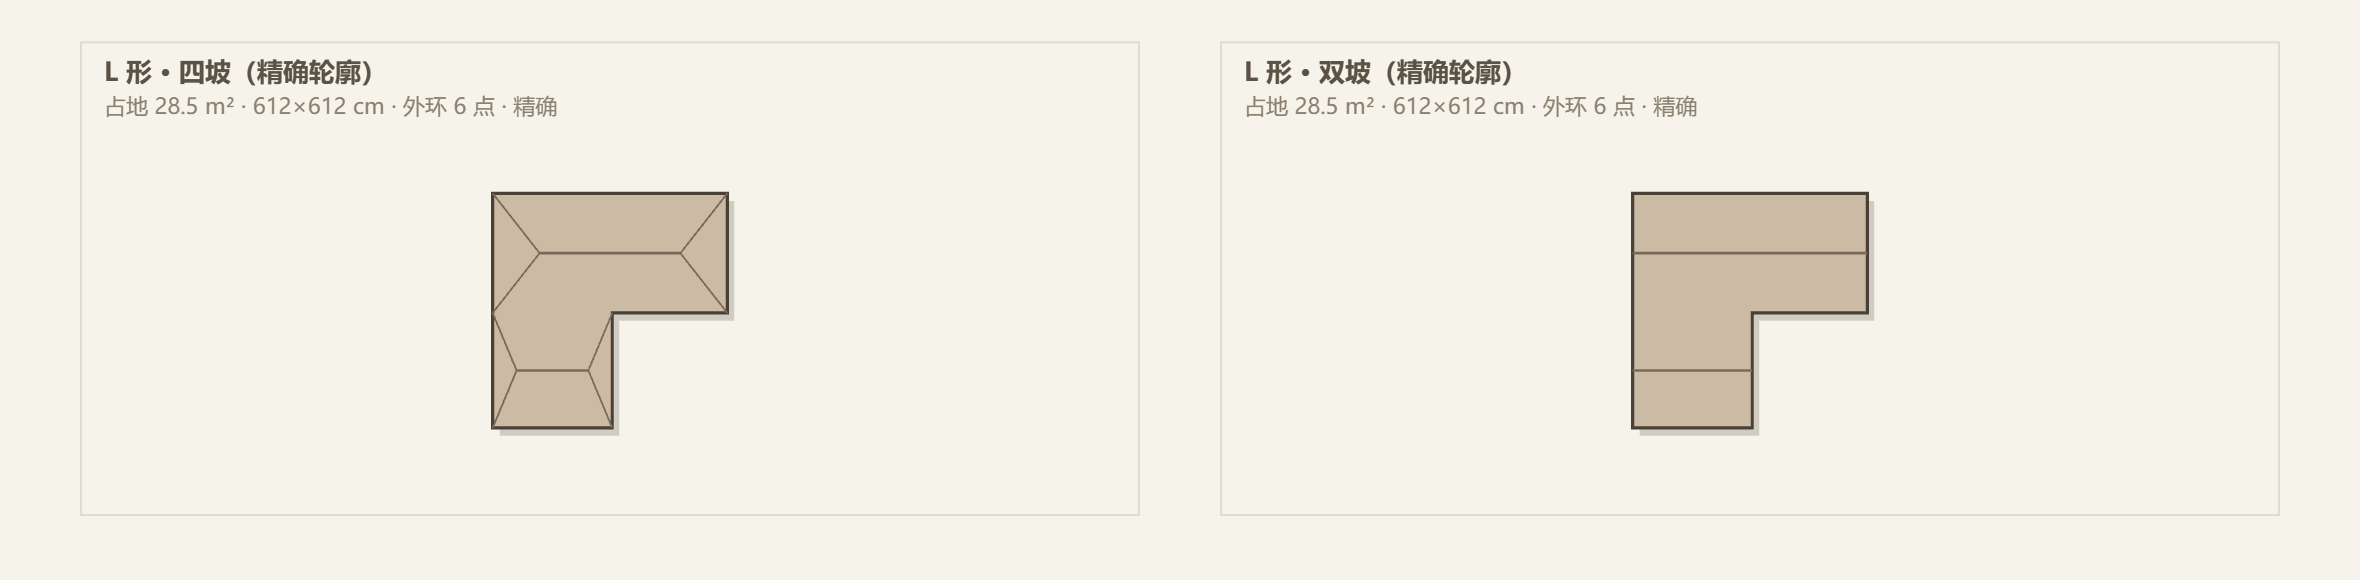 L 形 • 四坡（精确轮廓）
占地 28.5 m² · 612×612 cm · 外环 6 点 · 精确
L 形 • 双坡（精确轮廓）
占地 28.5 m² · 612×612 cm · 外环 6 点 · 精确